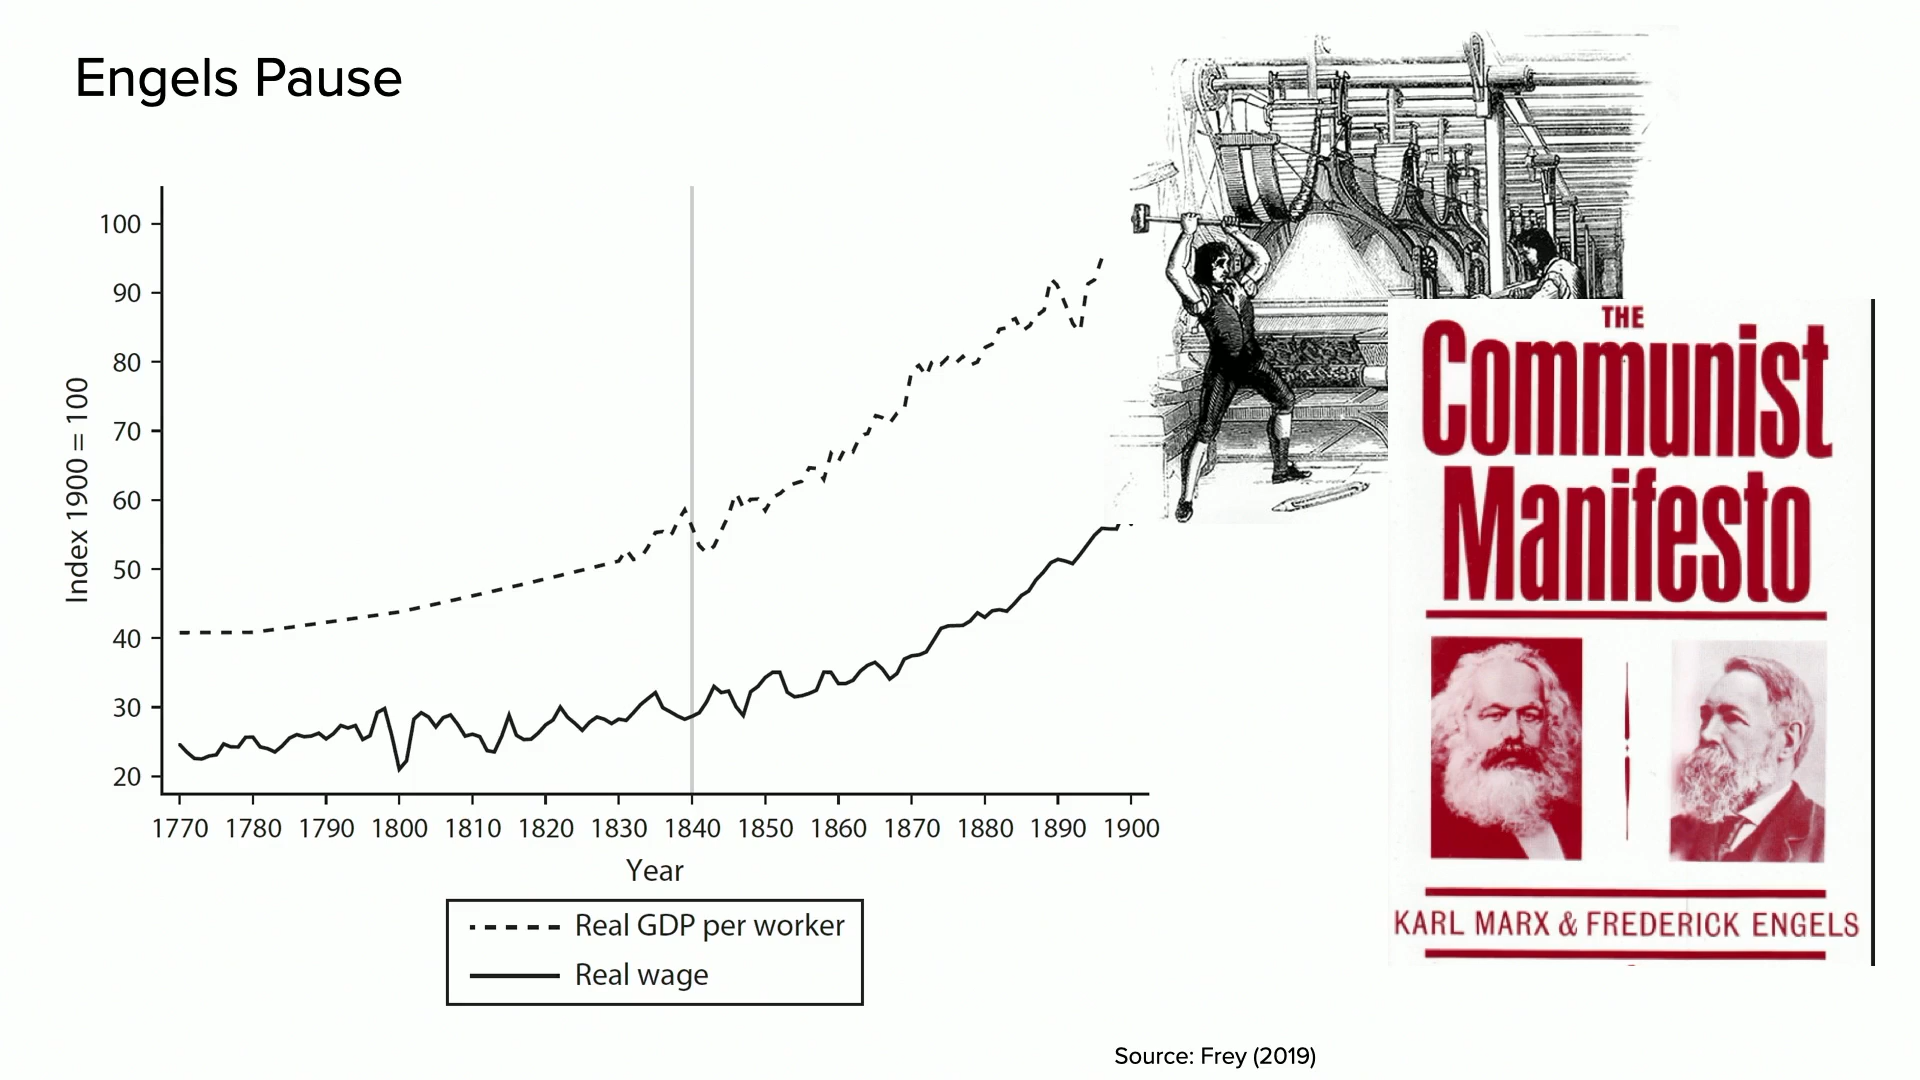 Engels Pause
100
90
80
70
60
50
40
30
20
Index 1900 = 100
1770 1780 1790 1800 1810 1820 1830 1840 1850 1860 1870 1880 1890 1900
Year
Real GDP per worker
Real wage
THE
Communist
Manifesto
KARL MARX & FREDERICK ENGELS
Source: Frey (2019)